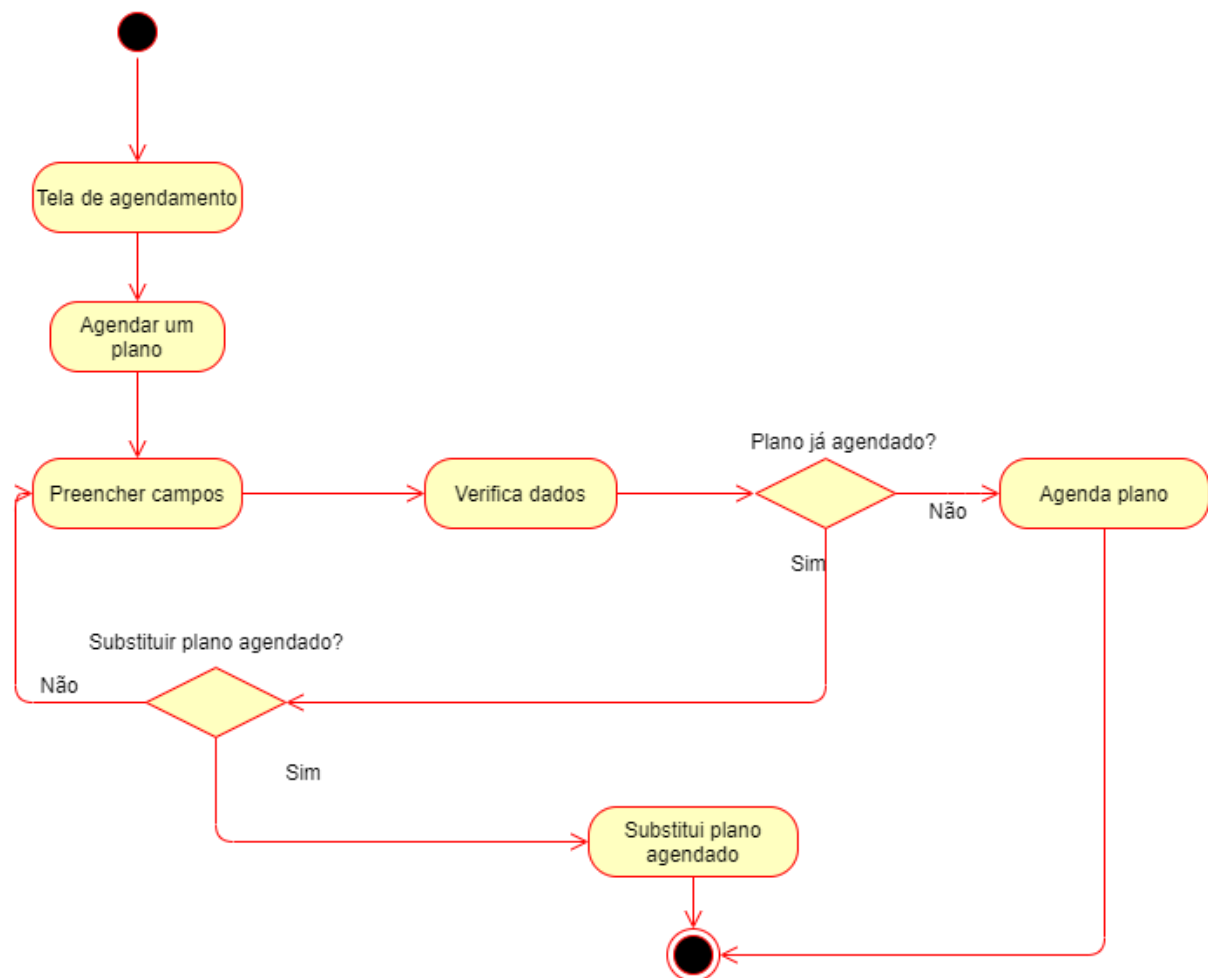 Tela de agendamento
Agendar um
plano
Plano já agendado?
Preencher campos
Verifica dados
Agenda plano
Não
Sim
Substituir plano agendado?
Não
Sim
Substitui plano
agendado